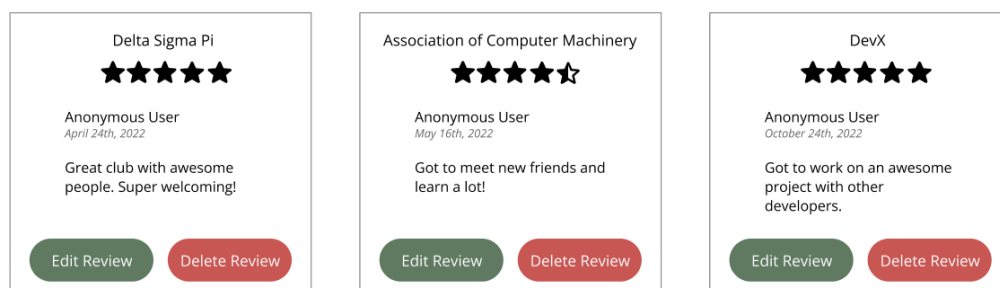 Delta Sigma Pi
Anonymous User
April 24th, 2022
Great club with awesome
people. Super welcoming!
Edit Review
Delete Review
Association of Computer Machinery
Anonymous User
May 16th, 2022
Got to meet new friends and
learn a lot!
Edit Review
Delete Review
DevX
Anonymous User
October 24th, 2022
Got to work on an awesome
project with other
developers.
Edit Review
Delete Review